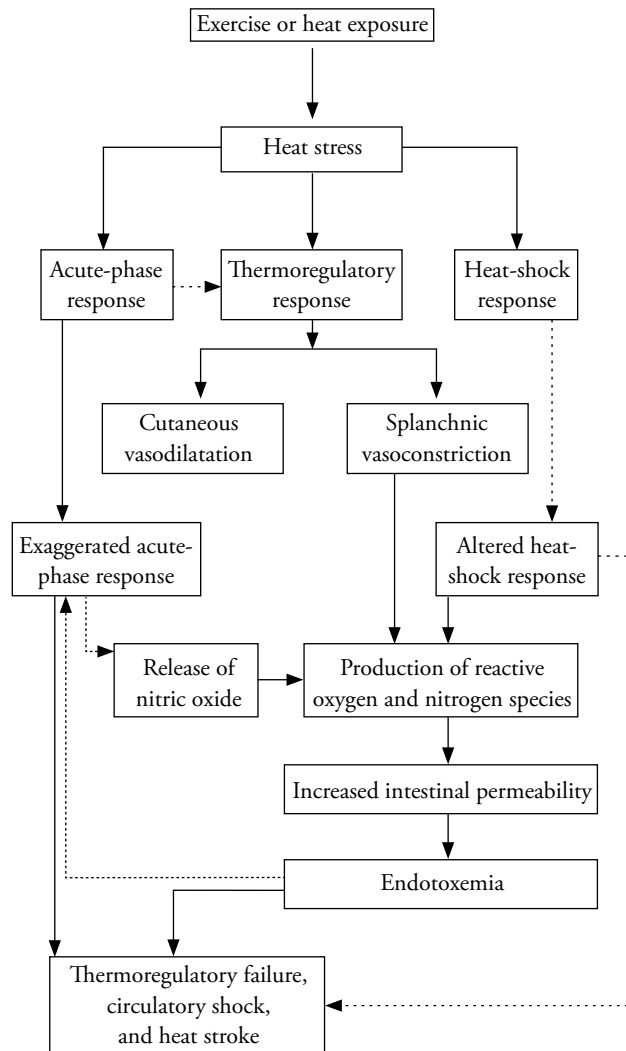 Exercise or heat exposure
Heat stress
Acute-phase
response
Thermoregulatory
response
Heat-shock
response
Cutaneous
vasodilatation
Splanchnic
vasoconstriction
Exaggerated acute-
phase response
Altered heat-
shock response
Release of
nitric oxide
Production of reactive
oxygen and nitrogen species
Increased intestinal permeability
Endotoxemia
Thermoregulatory failure,
circulatory shock,
and heat stroke